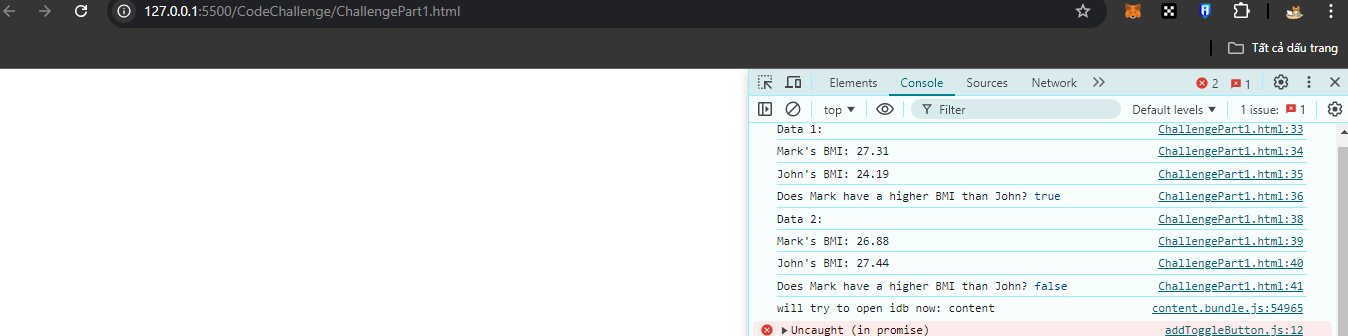 127.0.0.1:5500/CodeChallenge/ChallengePart1.html
Tất cả dấu trang
Elements Console Sources Network 2 1
top Filter Default levels 1 issue: 1
Data 1: ChallengePart1.html:33
Mark's BMI: 27.31 ChallengePart1.html:34
John's BMI: 24.19 ChallengePart1.html:35
Does Mark have a higher BMI than John? true ChallengePart1.html:36
Data 2: ChallengePart1.html:38
Mark's BMI: 26.88 ChallengePart1.html:39
John's BMI: 27.44 ChallengePart1.html:40
Does Mark have a higher BMI than John? false ChallengePart1.html:41
will try to open idb now: content content.bundle.js:54965
Uncaught (in promise) addToggleButton.js:12